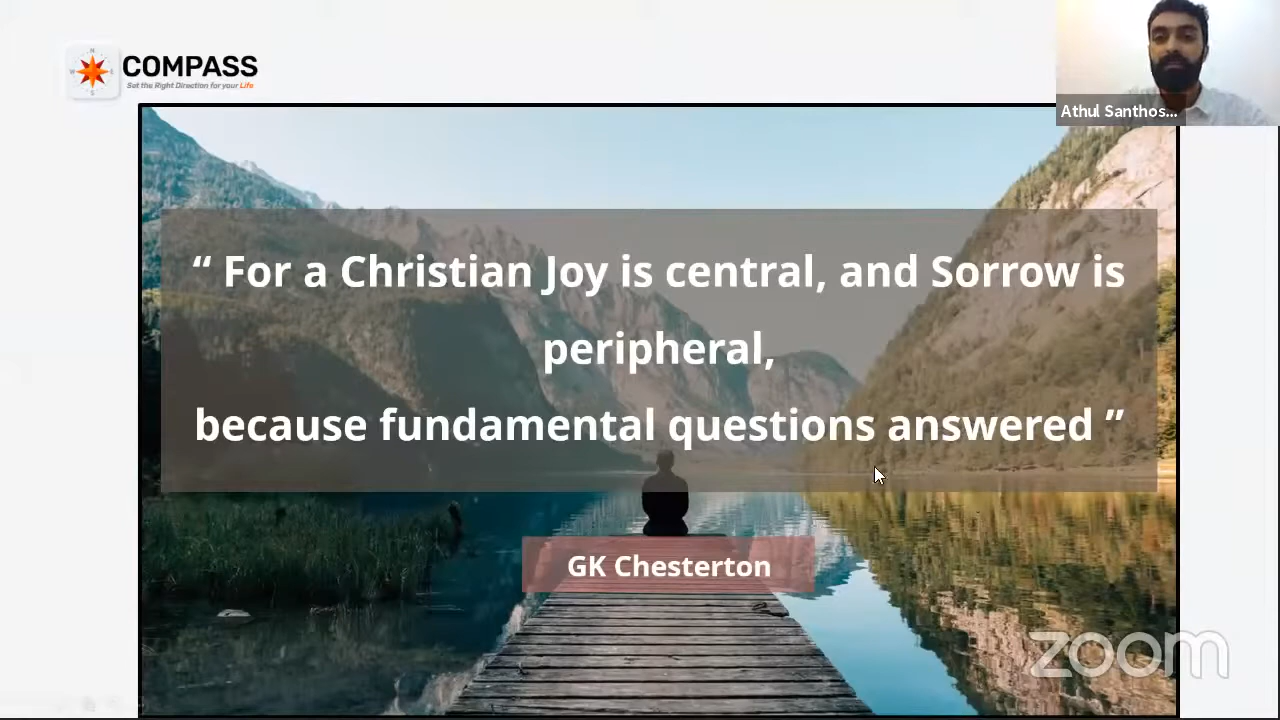 COMPASS
Set the Right Direction for your Life
N
W
E
S
Athul Santhos...
“ For a Christian Joy is central, and Sorrow is
peripheral,
because fundamental questions answered ”
GK Chesterton
zoom